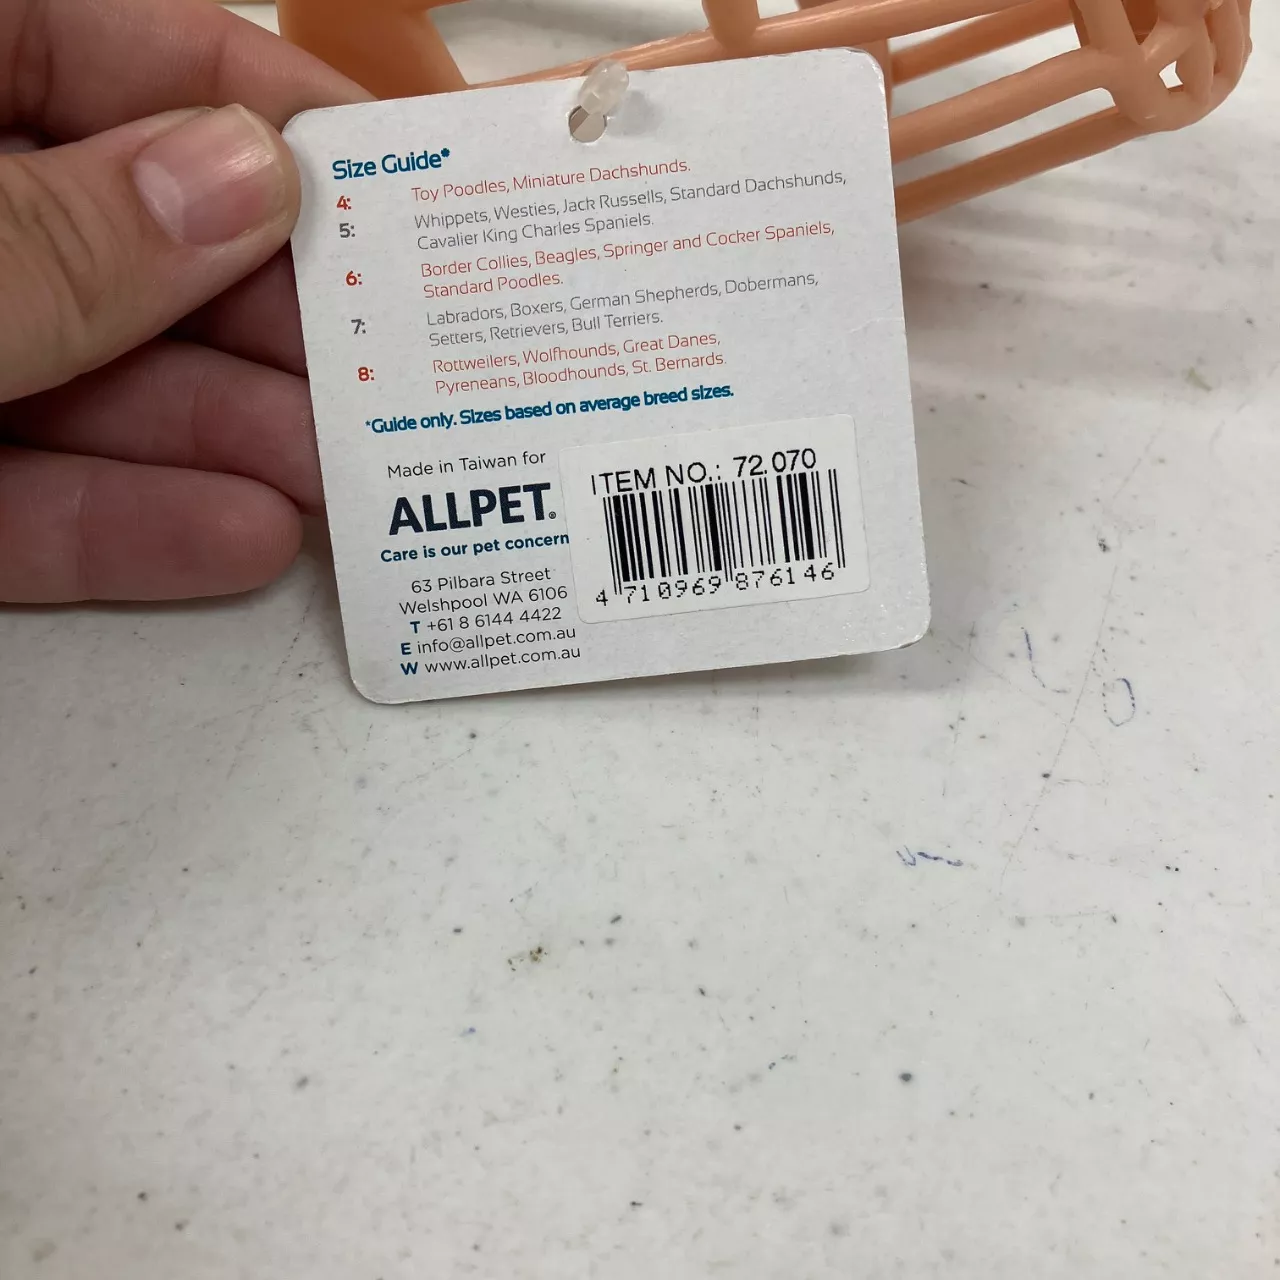 Size Guide*
4: Toy Poodles, Miniature Dachshunds.
5: Whippets, Westies, Jack Russells, Standard Dachshunds,
Cavalier King Charles Spaniels.
6: Border Collies, Beagles, Springer and Cocker Spaniels,
Standard Poodles.
7: Labradors, Boxers, German Shepherds, Dobermans,
Setters, Retrievers, Bull Terriers.
8: Rottweilers, Wolfhounds, Great Danes,
Pyreneans, Bloodhounds, St. Bernards.
*Guide only. Sizes based on average breed sizes.
Made in Taiwan for
ALLPET®
Care is our pet concern
63 Pilbara Street
Welshpool WA 6106
T +61 8 6144 4422
E info@allpet.com.au
W www.allpet.com.au
ITEM NO.: 72.070
4 710969 876146